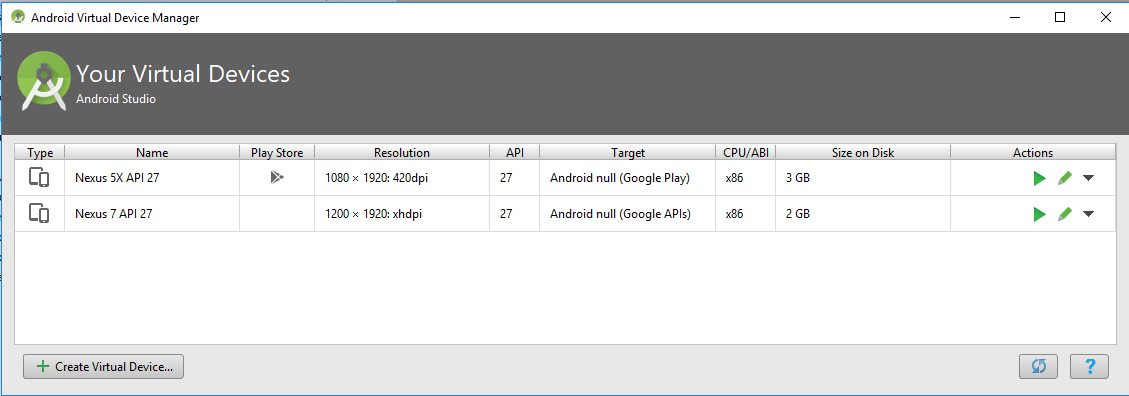 Android Virtual Device Manager
Your Virtual Devices
Android Studio
Type Name Play Store Resolution API Target CPU/ABI Size on Disk Actions
Nexus 5X API 27 1080 × 1920: 420dpi 27 Android null (Google Play) x86 3 GB
Nexus 7 API 27 1200 × 1920: xhdpi 27 Android null (Google APIs) x86 2 GB
+ Create Virtual Device... ?